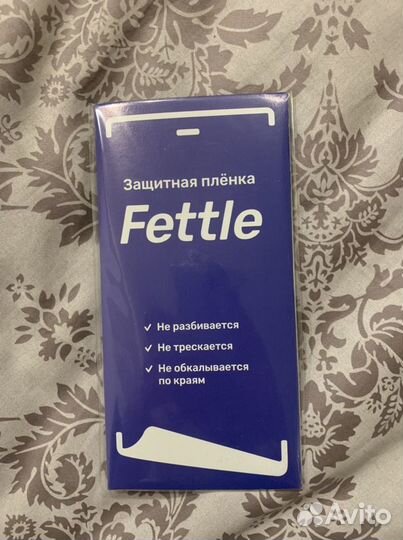 Защитная плёнка
Fettle
✓ Не разбивается
✓ Не трескается
✓ Не обкалывается
по краям
Avito